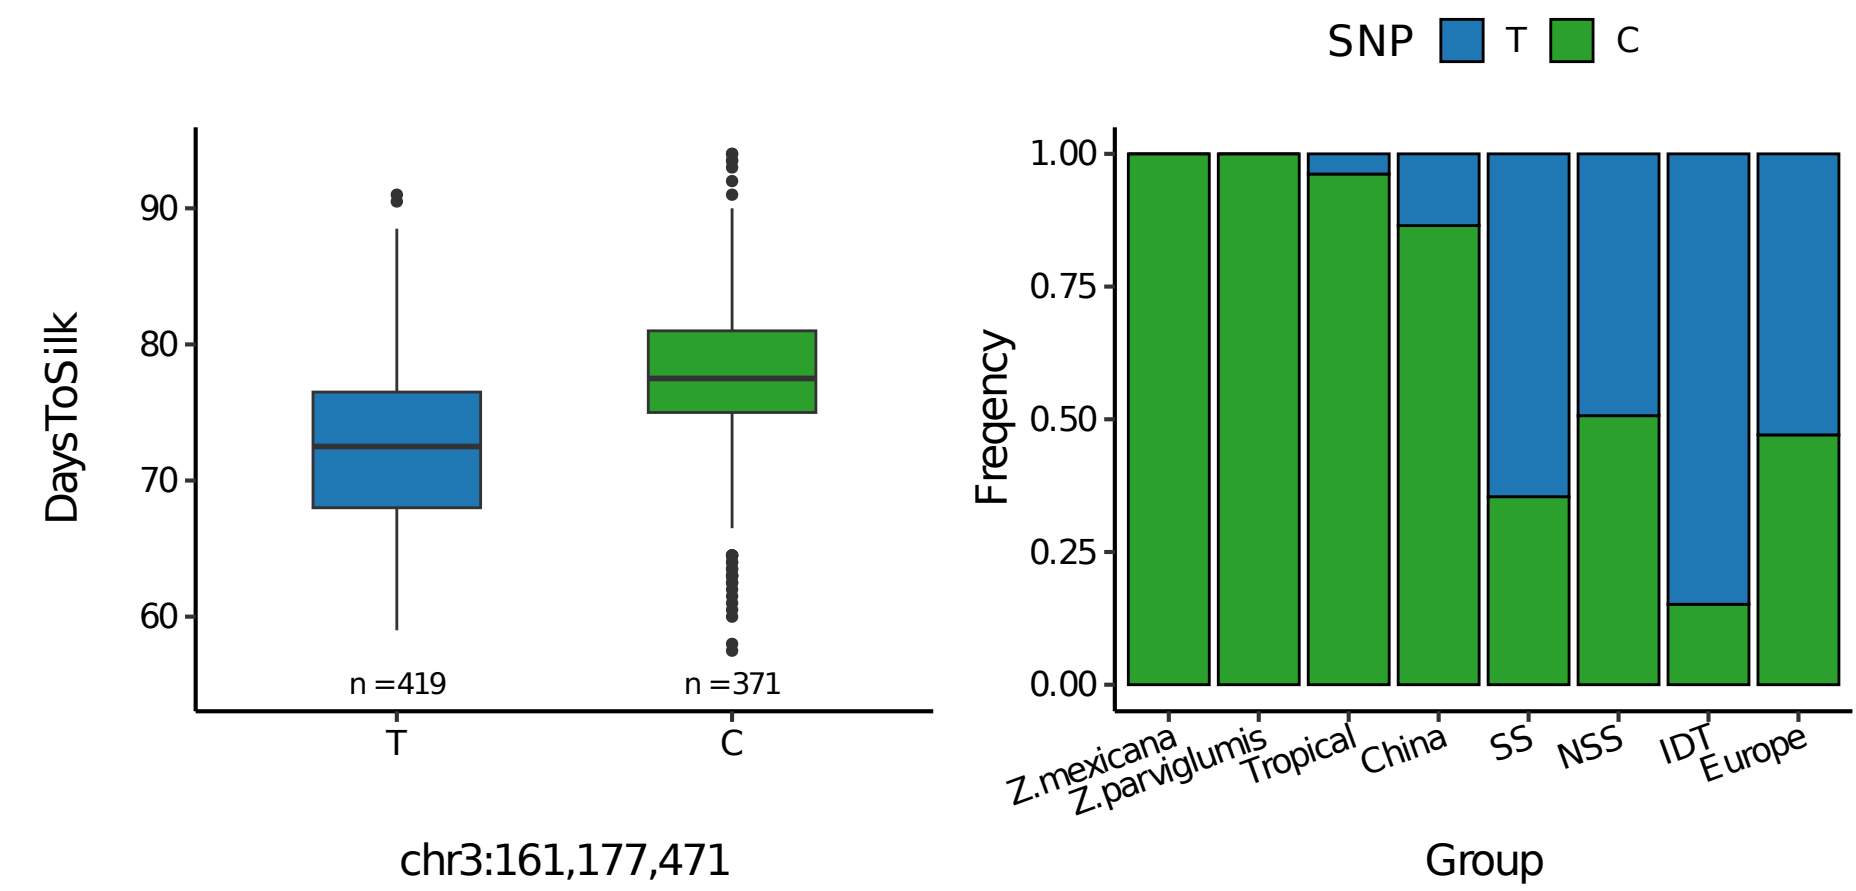 SNP T C
DaysToSilk
90
80
70
60
n =419
n =371
T
C
chr3:161,177,471
Freqency
1.00
0.75
0.50
0.25
0.00
Z.mexicana
Z.parviglumis
Tropical
China
SS
NSS
IDT
Europe
Group